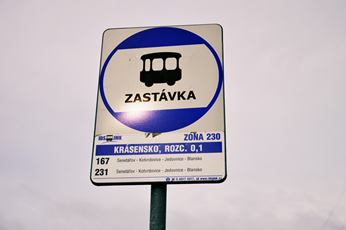 ZASTÁVKA
ZÓNA 230
KRÁSENSKO, ROZC. 0,1
167 Senetářov - Kotvrdovice - Jedovnice - Blansko
231 Senetářov - Kotvrdovice - Jedovnice - Blansko